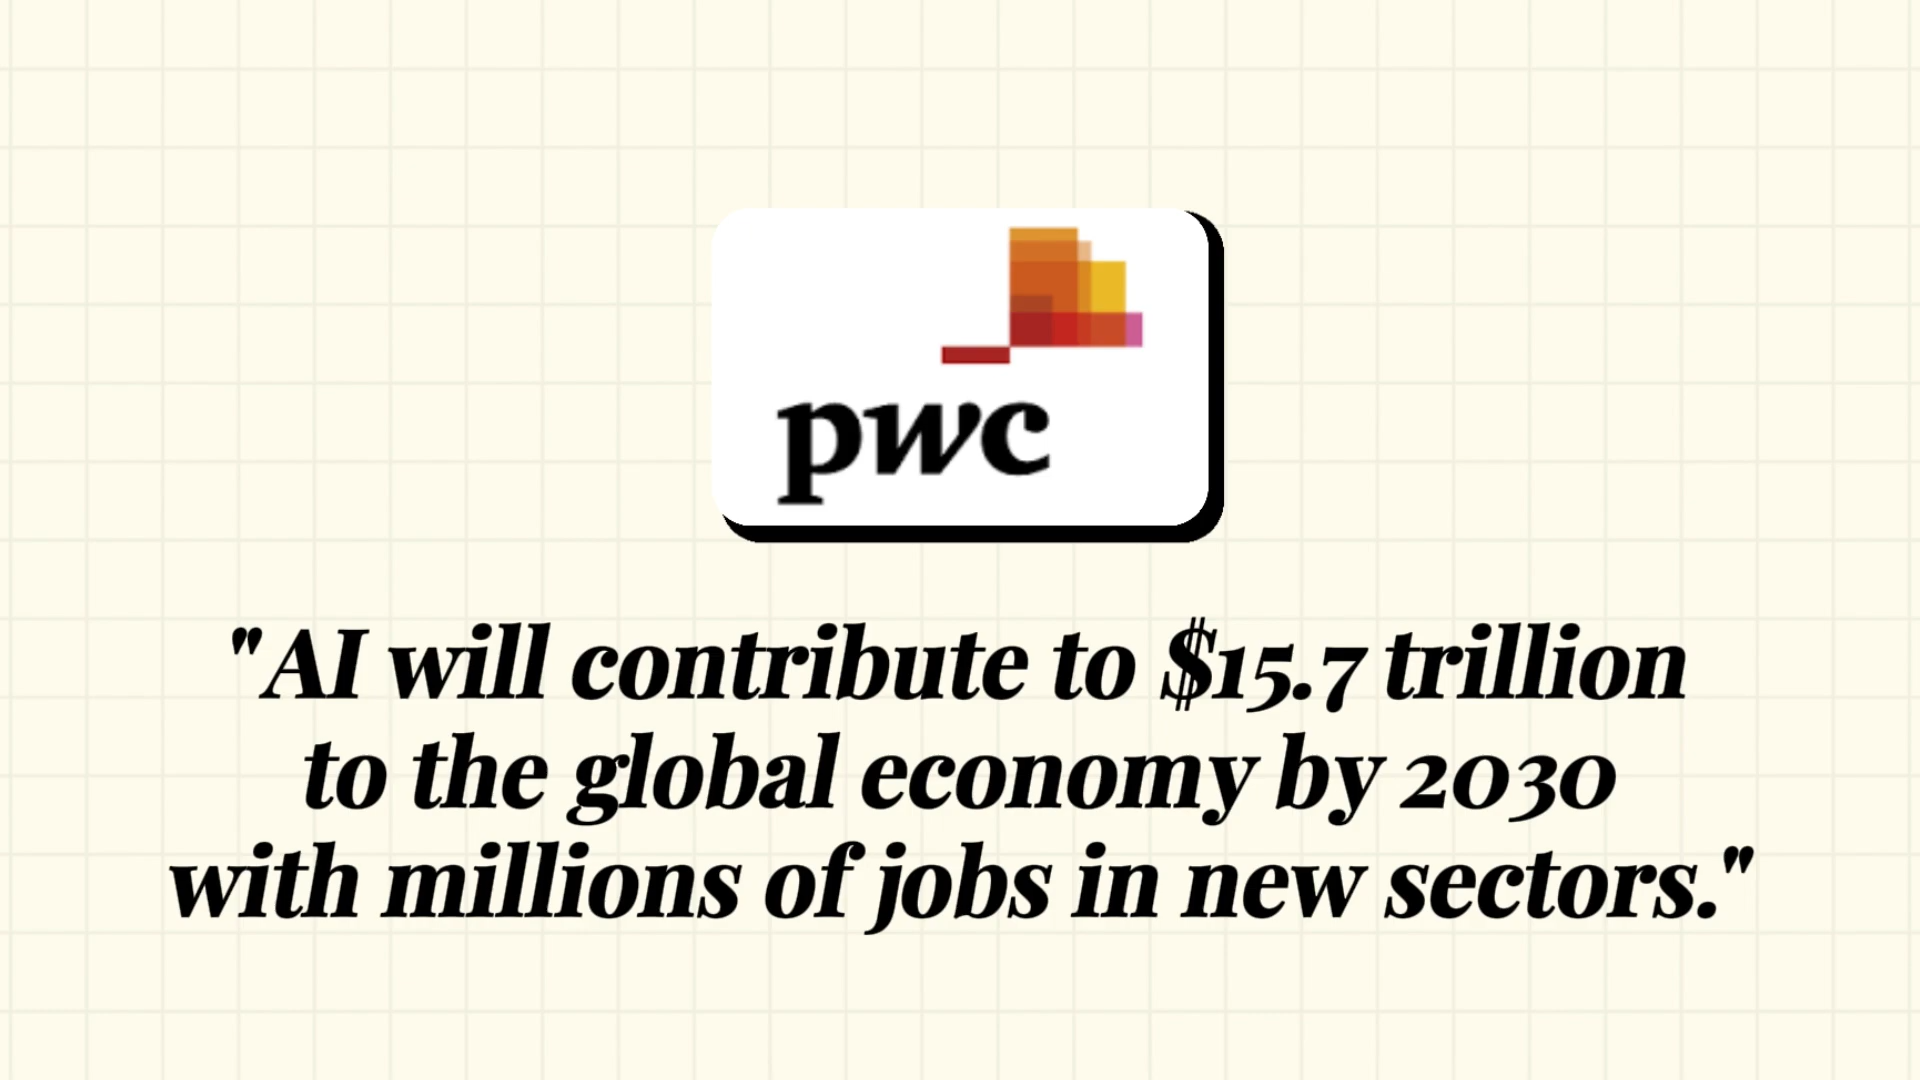 pwc
"AI will contribute to $15.7 trillion
to the global economy by 2030
with millions of jobs in new sectors."